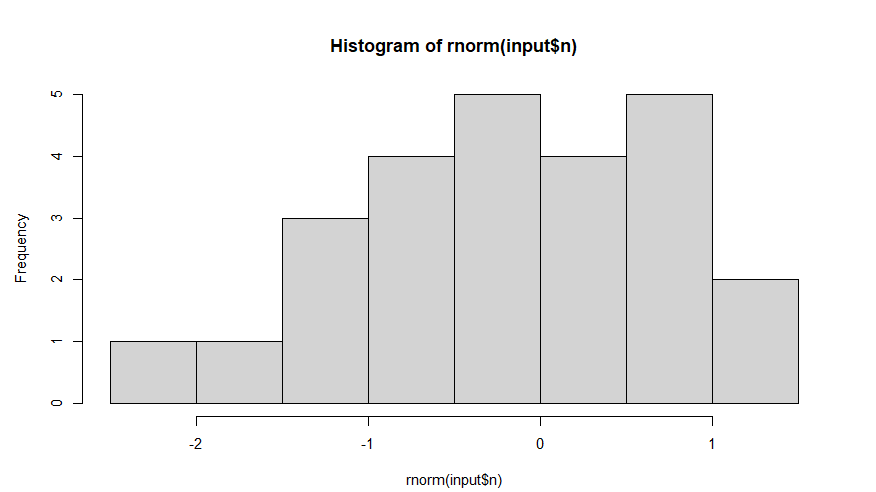 Histogram of rnorm(input$n)
Frequency
5
4
3
2
1
0
-2 -1 0 1
rnorm(input$n)